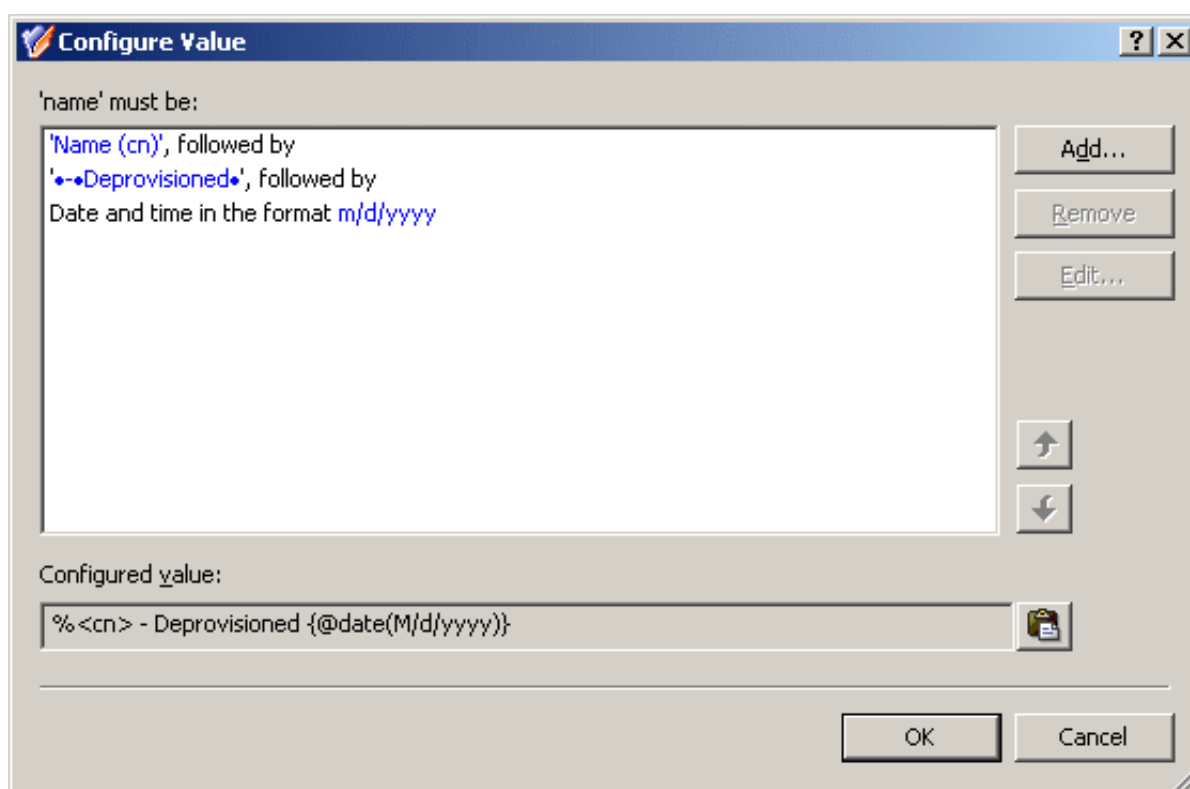 Configure Value
'name' must be:
'Name (cn)', followed by
'•-•Deprovisioned•', followed by
Date and time in the format m/d/yyyy
Add...
Remove
Edit...
Configured value:
%<cn> - Deprovisioned {@date(M/d/yyyy)}
OK
Cancel